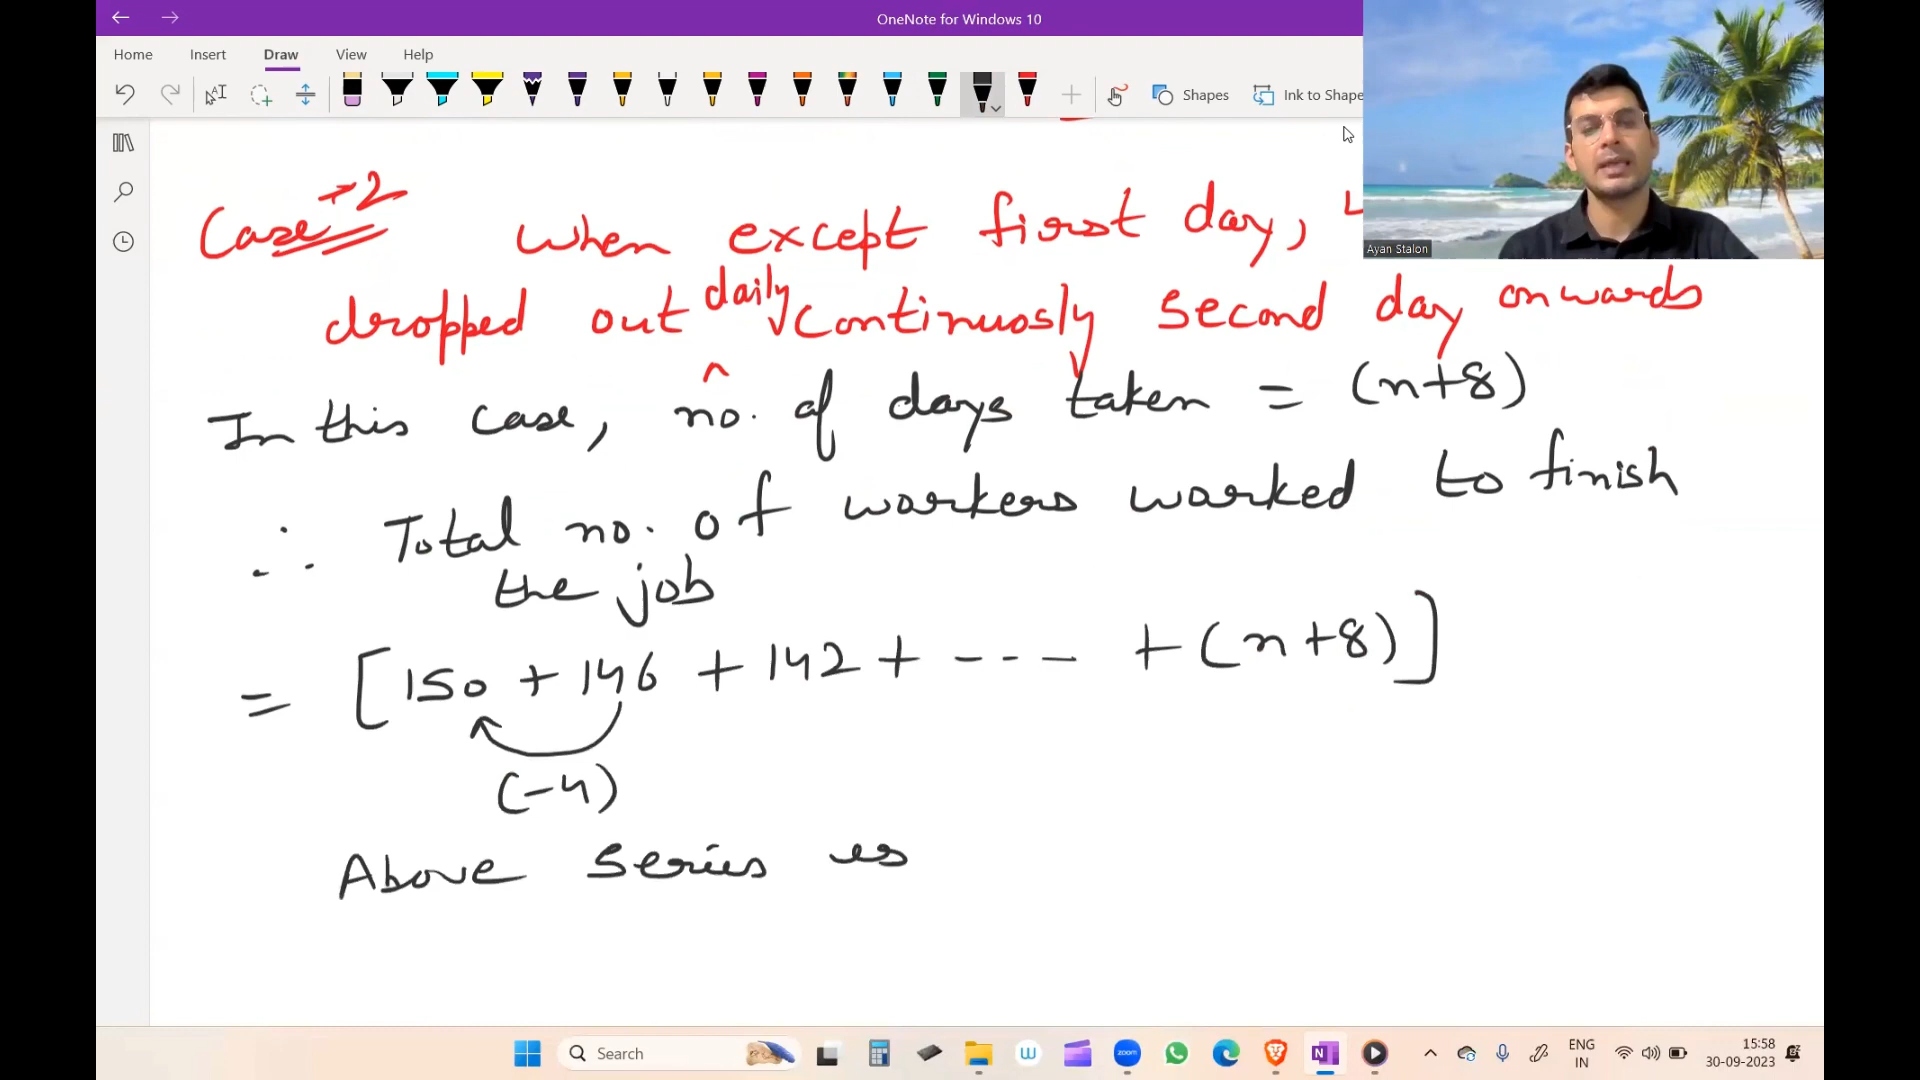 OneNote for Windows 10
Home Insert Draw View Help
Shapes Ink to Shape
Ayan Stalon
Case-2 When except first day, 4
dropped out daily continuosly second day onwards
In this case, no. of days taken = (n+8)
∴ Total no. of workers worked to finish
the job
= [150 + 146 + 142 + --- + (n+8)]
(-4)
Above series is
Search
zoom
ENG
IN
15:58
30-09-2023